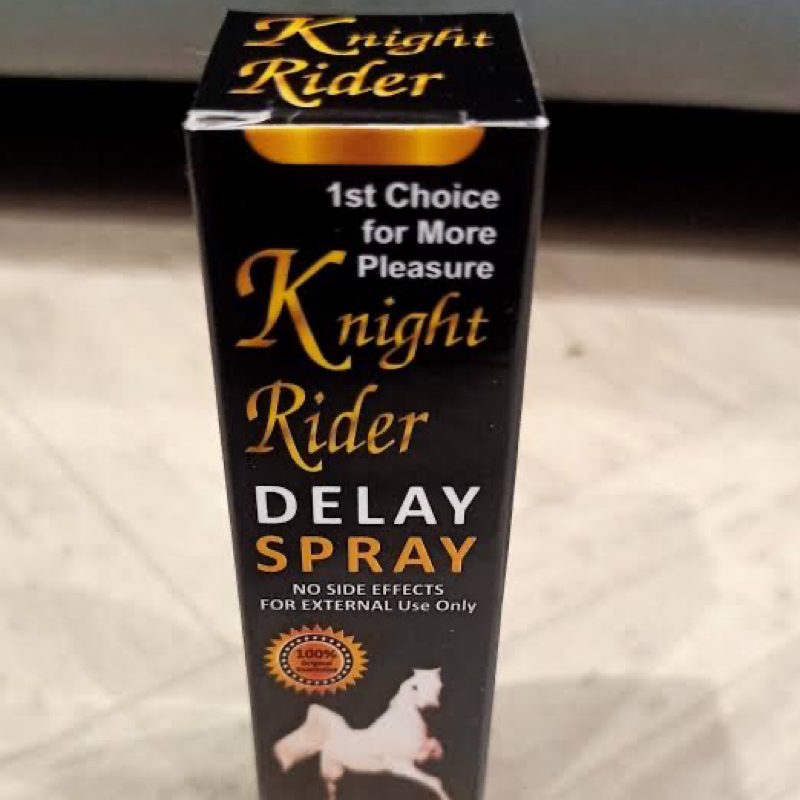 Knight
Rider
1st Choice
for More
Pleasure
Knight
Rider
DELAY
SPRAY
NO SIDE EFFECTS
FOR EXTERNAL Use Only
100%
Original